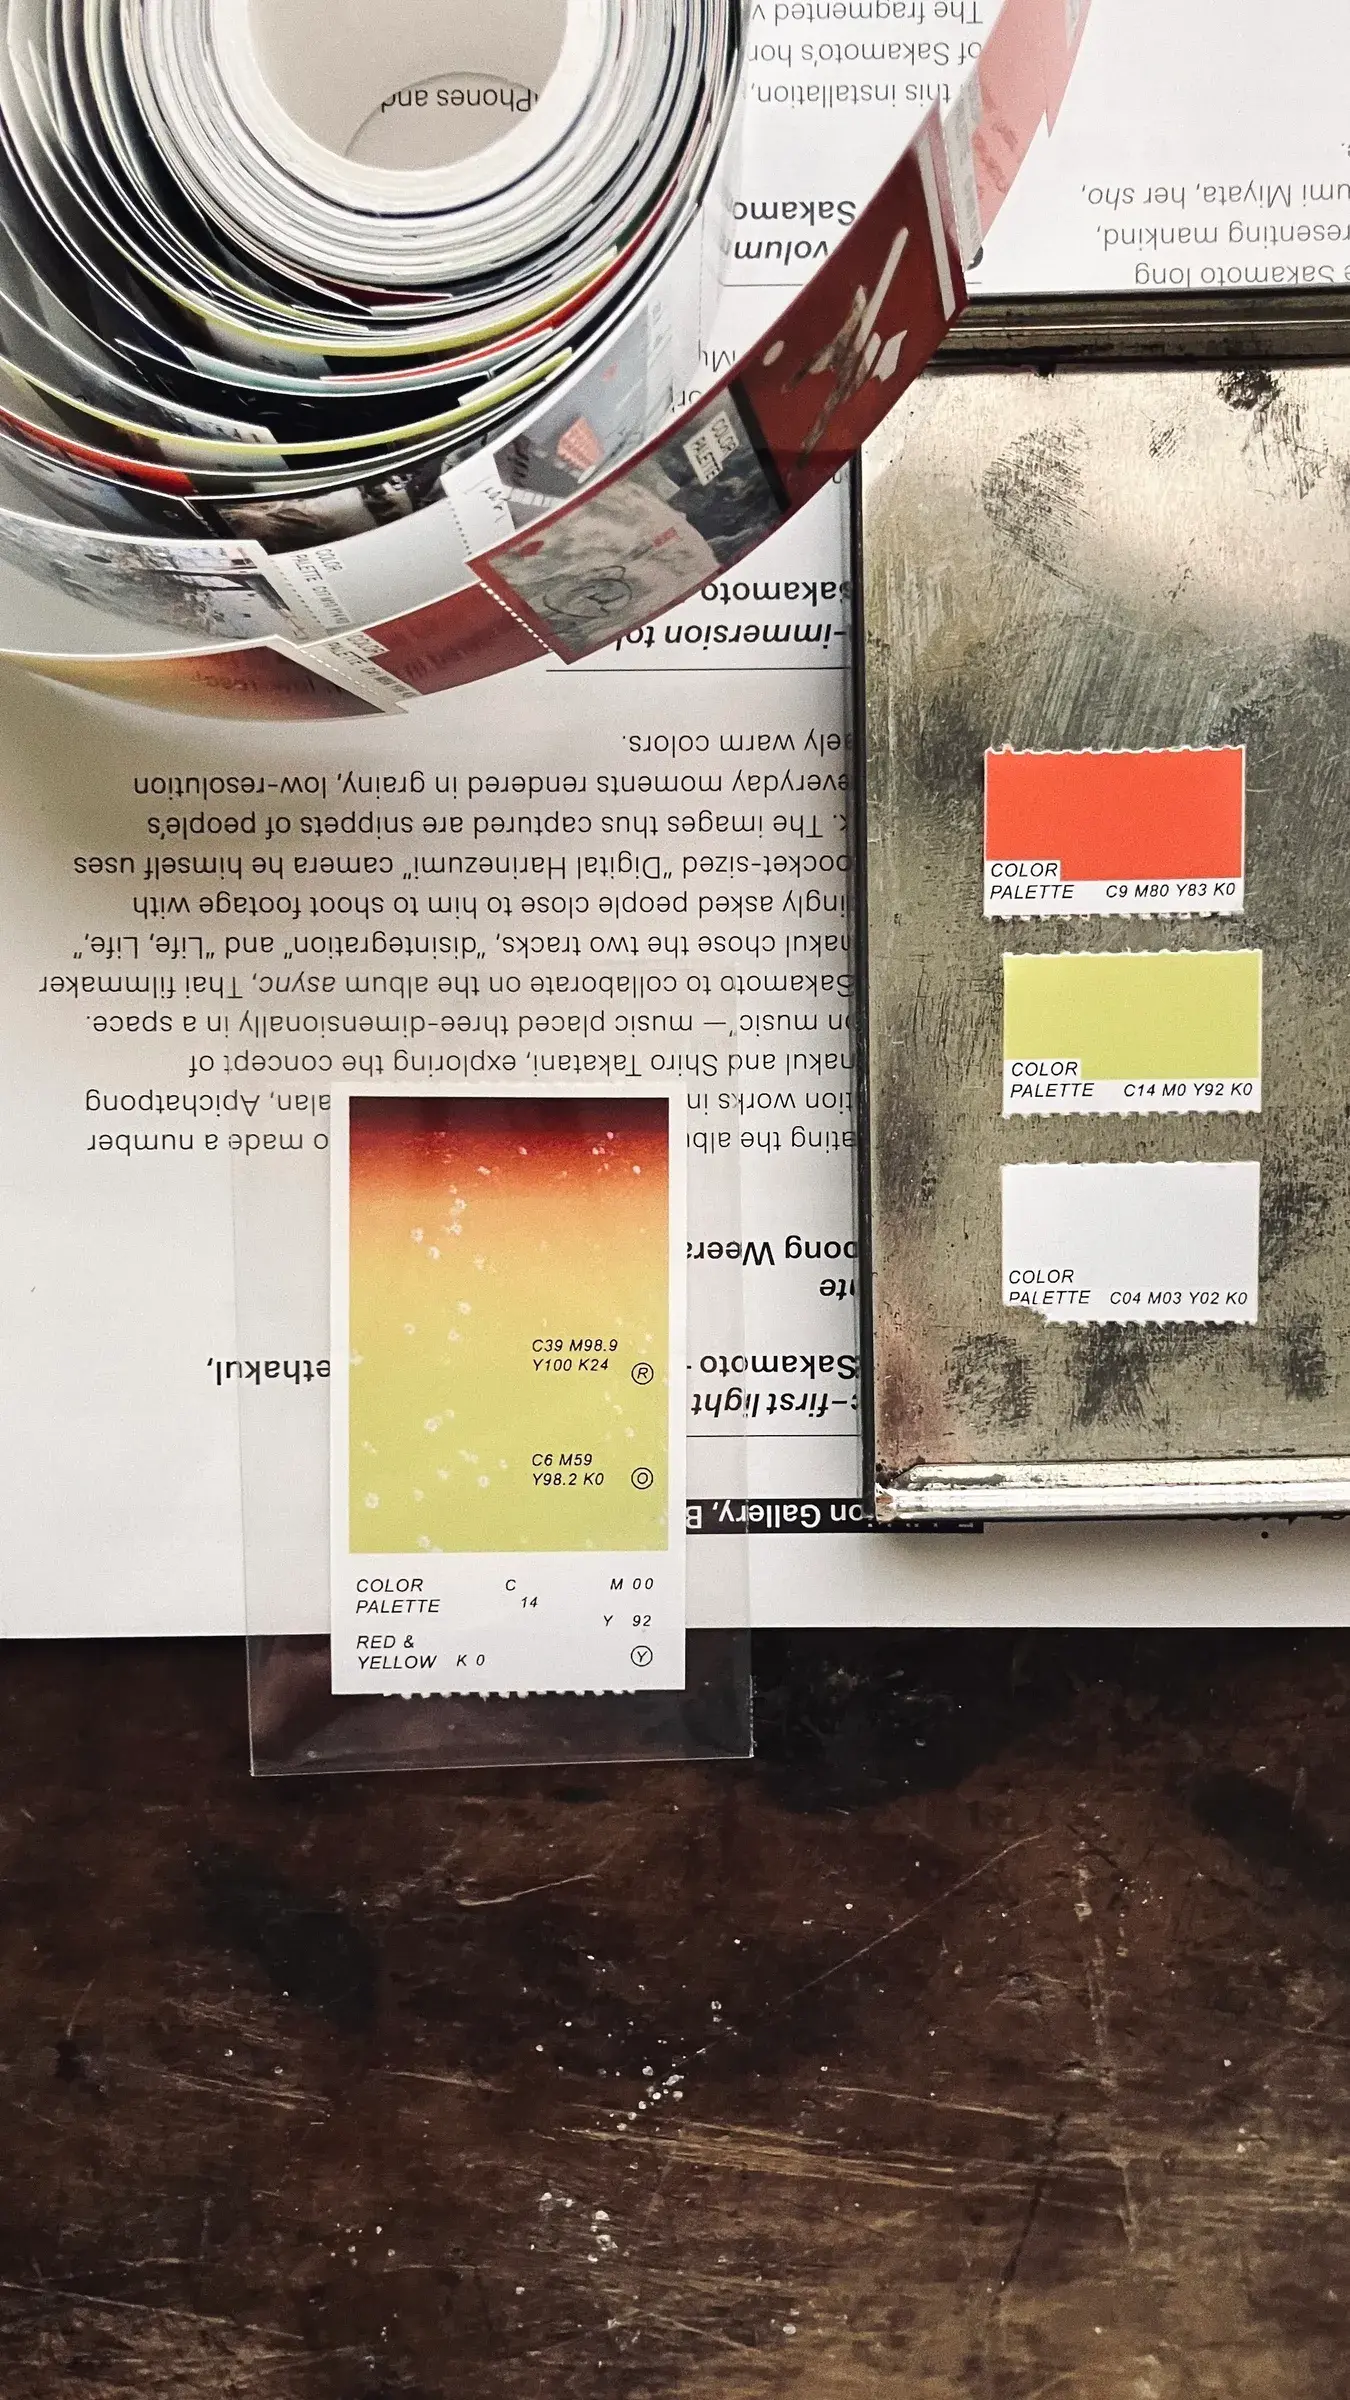 COLOR
PALETTE C9 M80 Y83 K0
COLOR
PALETTE C14 M0 Y92 K0
COLOR
PALETTE C04 M03 Y02 K0
C39 M98.9
Y100 K24 R
C6 M59
Y98.2 K0 O
COLOR C M 00
PALETTE 14
Y 92
RED &
YELLOW K 0 Y
COLOR
PALETTE
COLOR
PALETTE
COLOR
PALETTE
on Gallery, B
-first light
Sakamoto - ethakul,
pong Weera
ating the o made a number
works in alan, Apichatpong
nakul and Shiro Takatani, exploring the concept of
on music'— music placed three-dimensionally in a space.
Sakamoto to collaborate on the album async, Thai filmmaker
nakul chose the two tracks, “disintegration” and “Life, Life,”
ingly asked people close to him to shoot footage with
pocket-sized “Digital Harinezumi” camera he himself uses
k. The images thus captured are snippets of people's
everyday moments rendered in grainy, low-resolution
ely warm colors.
-immersion to
Sakamoto
volum
Sakamo
this installation,
of Sakamoto's hor
The fragmented v
e Sakamoto long
resenting mankind,
umi Miyata, her sho,
Phones and